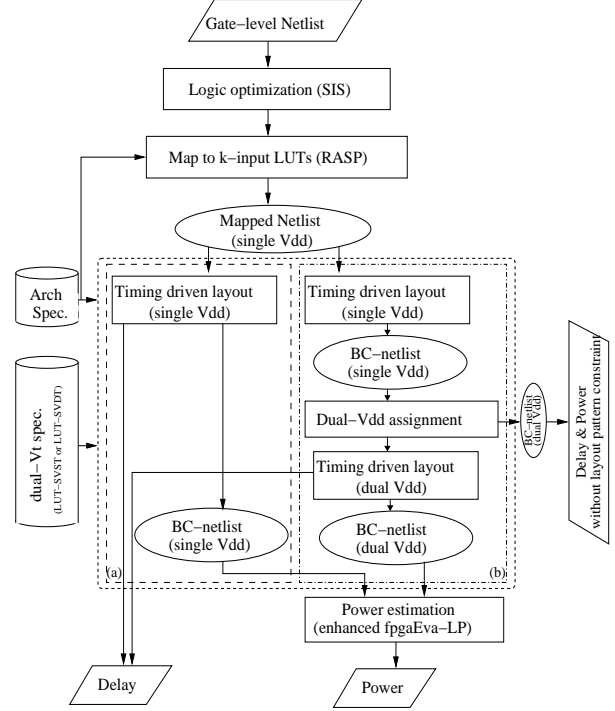 Gate-level Netlist
Logic optimization (SIS)
Map to k-input LUTs (RASP)
Mapped Netlist
(single Vdd)
Arch
Spec.
Timing driven layout
(single Vdd)
Timing driven layout
(single Vdd)
BC-netlist
(single Vdd)
dual-Vt spec.
(LUT-SVST or LUT-SVDT)
Dual-Vdd assignment
BC-netlist
(dual Vdd)
Delay & Power
without layout pattern constraint
Timing driven layout
(dual Vdd)
BC-netlist
(single Vdd)
BC-netlist
(dual Vdd)
(a)
(b)
Power estimation
(enhanced fpgaEva-LP)
Delay
Power